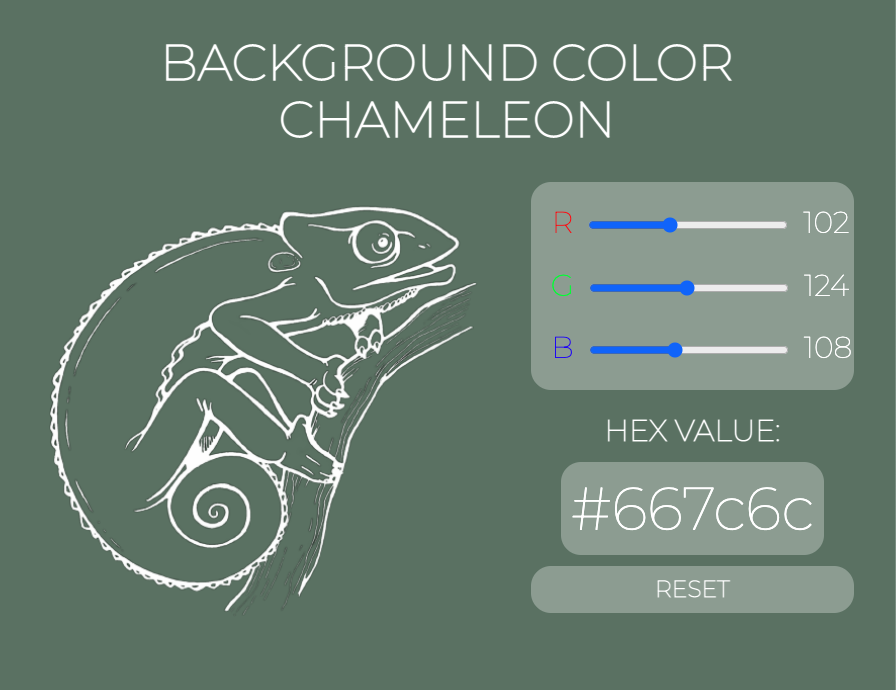 BACKGROUND COLOR
CHAMELEON
R 102
G 124
B 108
HEX VALUE:
#667c6c
RESET